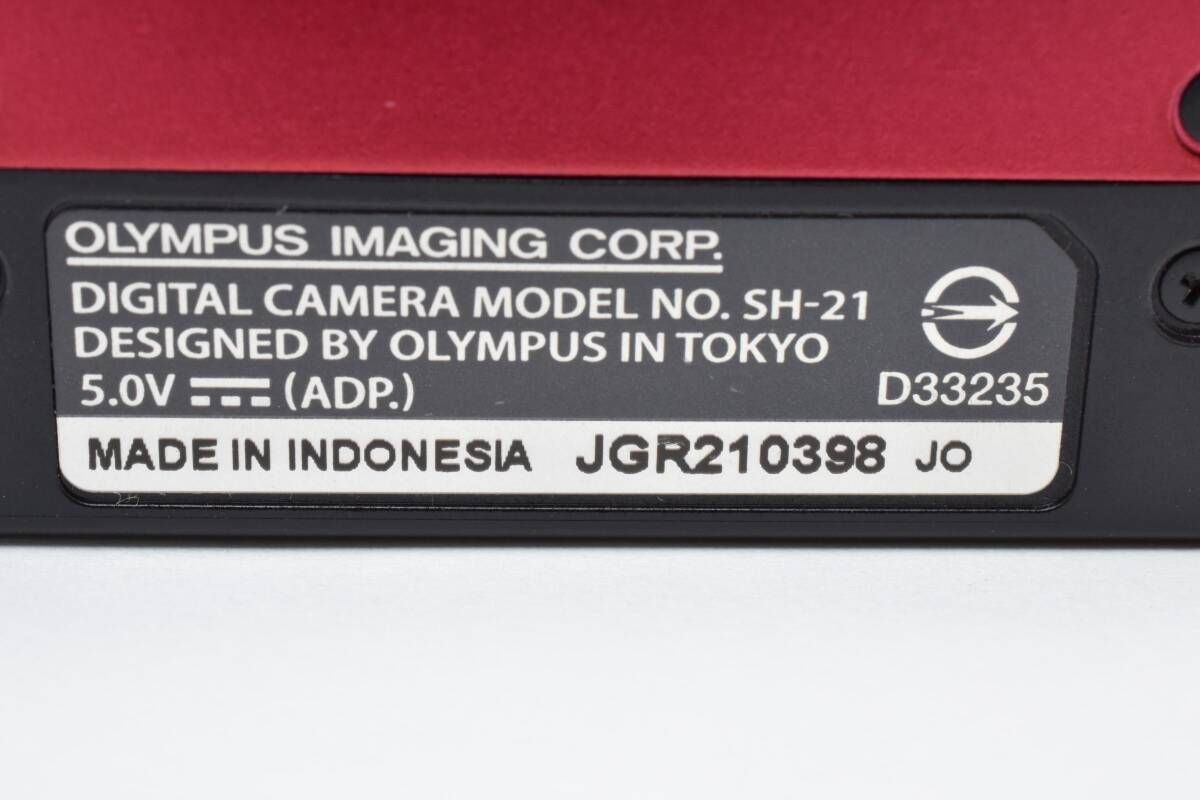 OLYMPUS IMAGING CORP.
DIGITAL CAMERA MODEL NO. SH-21
DESIGNED BY OLYMPUS IN TOKYO
5.0V ⎓ (ADP.)
D33235
MADE IN INDONESIA JGR210398 JO